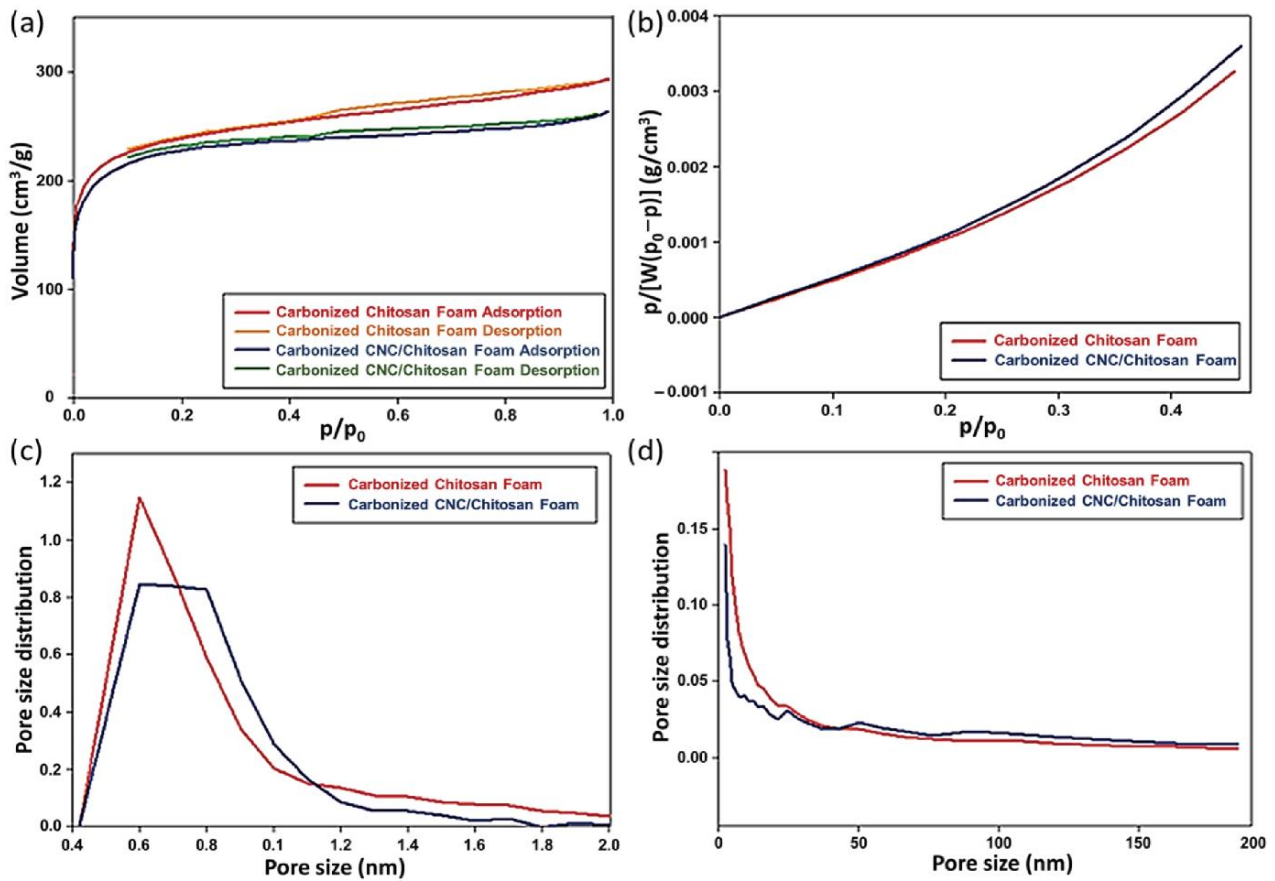 (a)
Volume (cm³/g)
300
200
100
0
0.0 0.2 0.4 0.6 0.8 1.0
p/p₀
Carbonized Chitosan Foam Adsorption
Carbonized Chitosan Foam Desorption
Carbonized CNC/Chitosan Foam Adsorption
Carbonized CNC/Chitosan Foam Desorption
(b)
p/[W(p₀−p)] (g/cm³)
0.004
0.003
0.002
0.001
0.000
−0.001
0.0 0.1 0.2 0.3 0.4
p/p₀
Carbonized Chitosan Foam
Carbonized CNC/Chitosan Foam
(c)
Pore size distribution
1.2
1.0
0.8
0.6
0.4
0.2
0.0
0.4 0.6 0.8 0.1 1.2 1.4 1.6 1.8 2.0
Pore size (nm)
Carbonized Chitosan Foam
Carbonized CNC/Chitosan Foam
(d)
Pore size distribution
0.15
0.10
0.05
0.00
0 50 100 150 200
Pore size (nm)
Carbonized Chitosan Foam
Carbonized CNC/Chitosan Foam